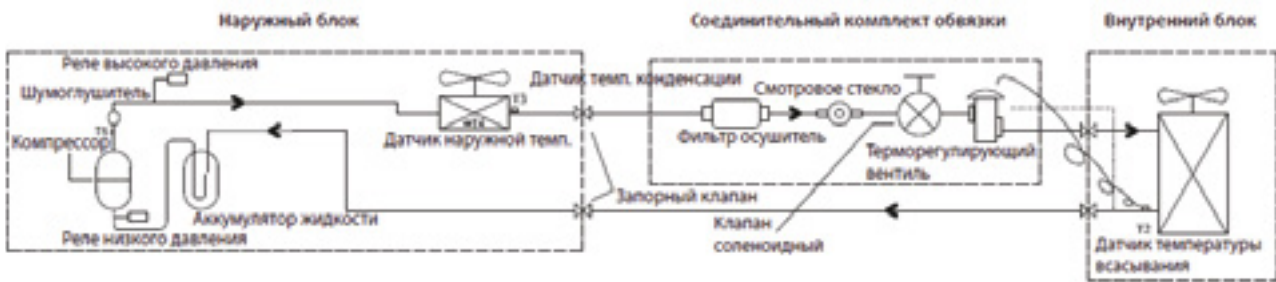 Наружный блок
Соединительный комплект обвязки
Внутренний блок
Реле высокого давления
Шумоглушитель
Датчик темп. конденсации
Смотровое стекло
T3
T5
Компрессор
Датчик наружной темп.
Фильтр осушитель
Терморегулирующий
вентиль
Запорный клапан
Аккумулятор жидкости
Клапан
соленоидный
Реле низкого давления
T2
Датчик температуры
всасывания